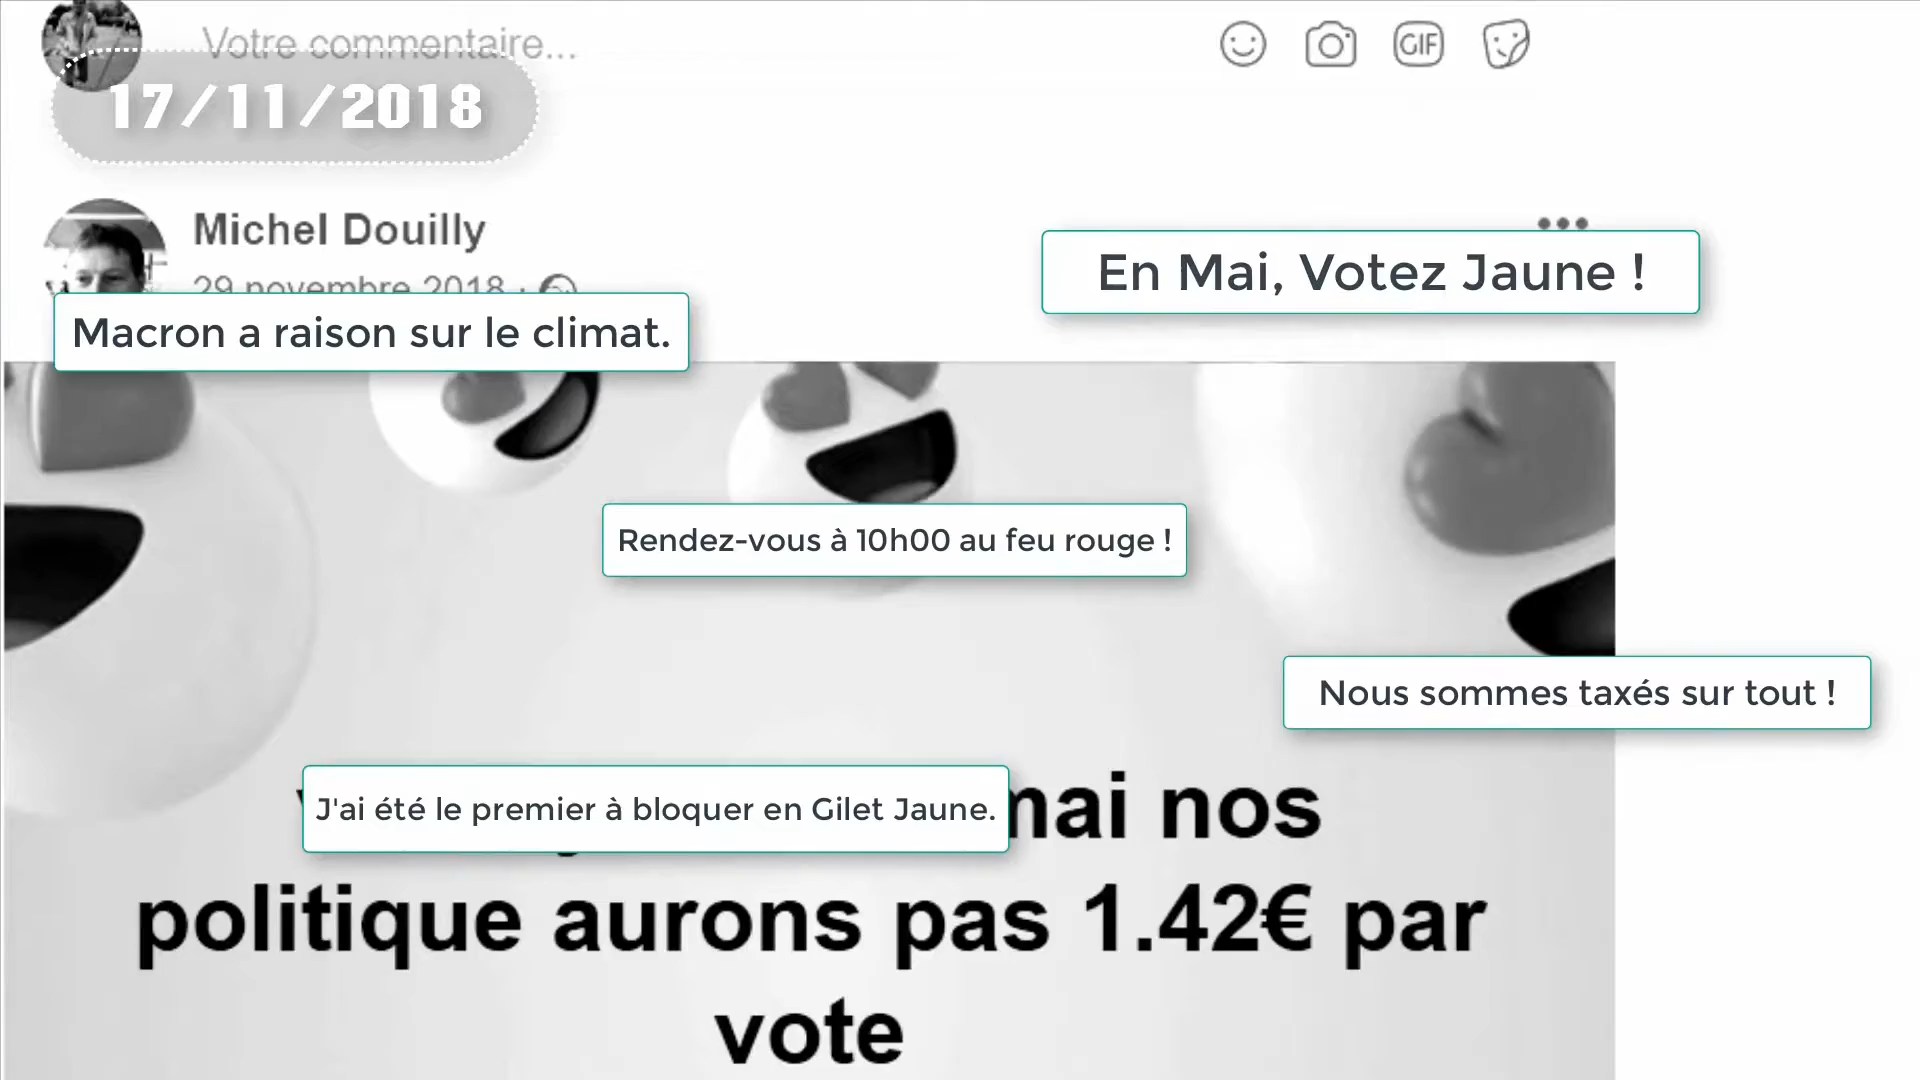 Votre commentaire...
GIF
17/11/2018
Michel Douilly
29 novembre 2018
En Mai, Votez Jaune !
Macron a raison sur le climat.
Rendez-vous à 10h00 au feu rouge !
Nous sommes taxés sur tout !
J'ai été le premier à bloquer en Gilet Jaune.
mai nos
politique aurons pas 1.42€ par
vote